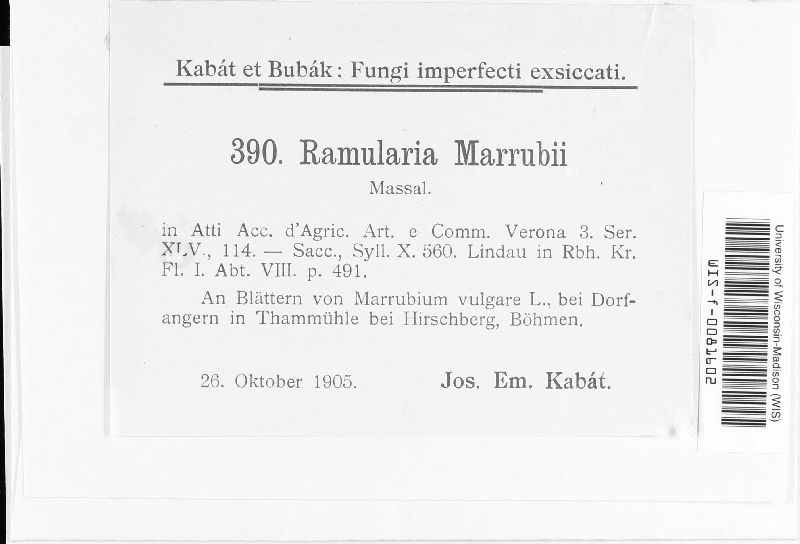 Kabát et Bubák: Fungi imperfecti exsiccati.
390. Ramularia Marrubii
Massal.
in Atti Acc. d'Agric. Art. e Comm. Verona 3. Ser.
XLV., 114. — Sacc., Syll. X. 560. Lindau in Rbh. Kr.
Fl. I. Abt. VIII. p. 491.
An Blättern von Marrubium vulgare L., bei Dorf-
angern in Thammühle bei Hirschberg, Böhmen.
26. Oktober 1905.
Jos. Em. Kabát.
University of Wisconsin-Madison (WIS)